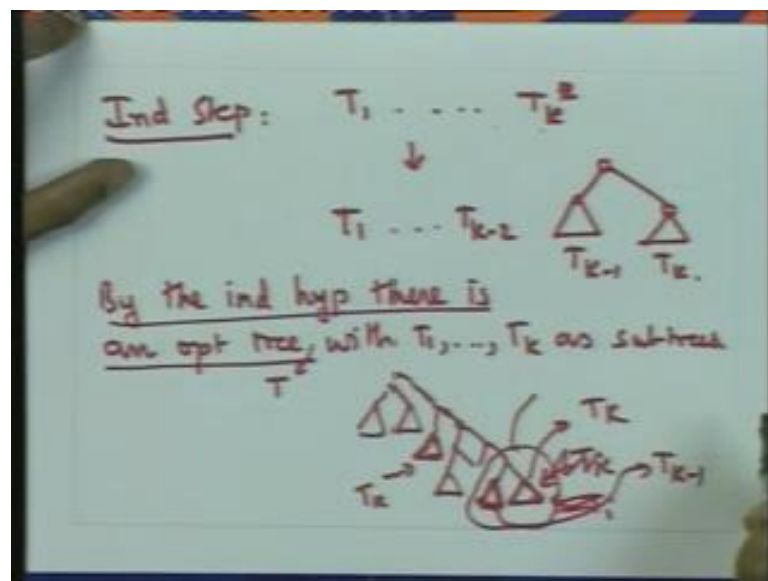 Ind Step: T₁ . . . . Tₖ
↓
T₁ ... Tₖ₋₂
Tₖ₋₁ Tₖ.
By the ind hyp there is
an opt tree, with T₁,..,Tₖ as subtrees
T
Tₖ
Tₖ Tₖ₋₁